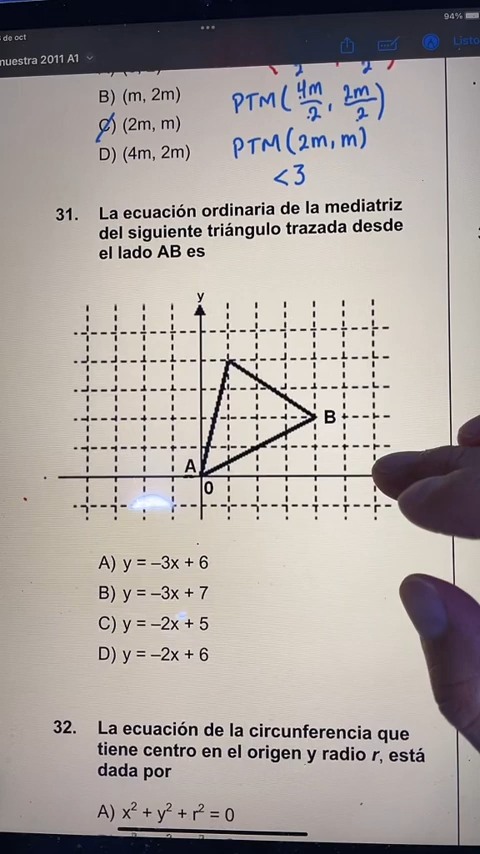 de oct
94%
muestra 2011 A1
Listo
B) (m, 2m)
C) (2m, m)
D) (4m, 2m)
PTM(4m/2, 2m/2)
PTM(2m, m)
<3
31. La ecuación ordinaria de la mediatriz
del siguiente triángulo trazada desde
el lado AB es
y
B
A
0
A) y = –3x + 6
B) y = –3x + 7
C) y = –2x + 5
D) y = –2x + 6
32. La ecuación de la circunferencia que
tiene centro en el origen y radio r, está
dada por
A) x² + y² + r² = 0